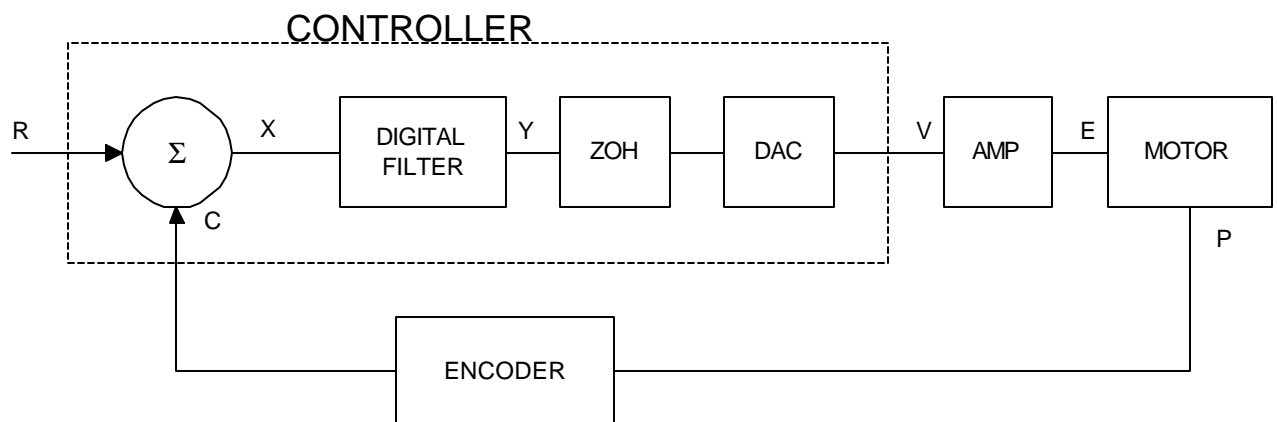 CONTROLLER
R
Σ
X
DIGITAL
FILTER
Y
ZOH
DAC
V
AMP
E
MOTOR
C
P
ENCODER